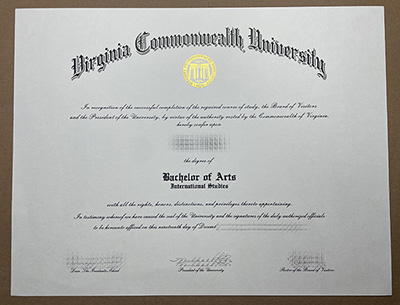 Virginia Commonwealth University
In recognition of the successful completion of the required course of study, the Board of Visitors
and the President of the University, by virtue of the authority vested by the Commonwealth of Virginia,
hereby confer upon
the degree of
Bachelor of Arts
International Studies
with all the rights, honors, distinctions, and privileges thereto appertaining.
In testimony whereof we have caused the seal of the University and the signatures of the duly authorized officials
to be hereunto affixed on this nineteenth day of
President of the University
Rector of the Board of Visitors